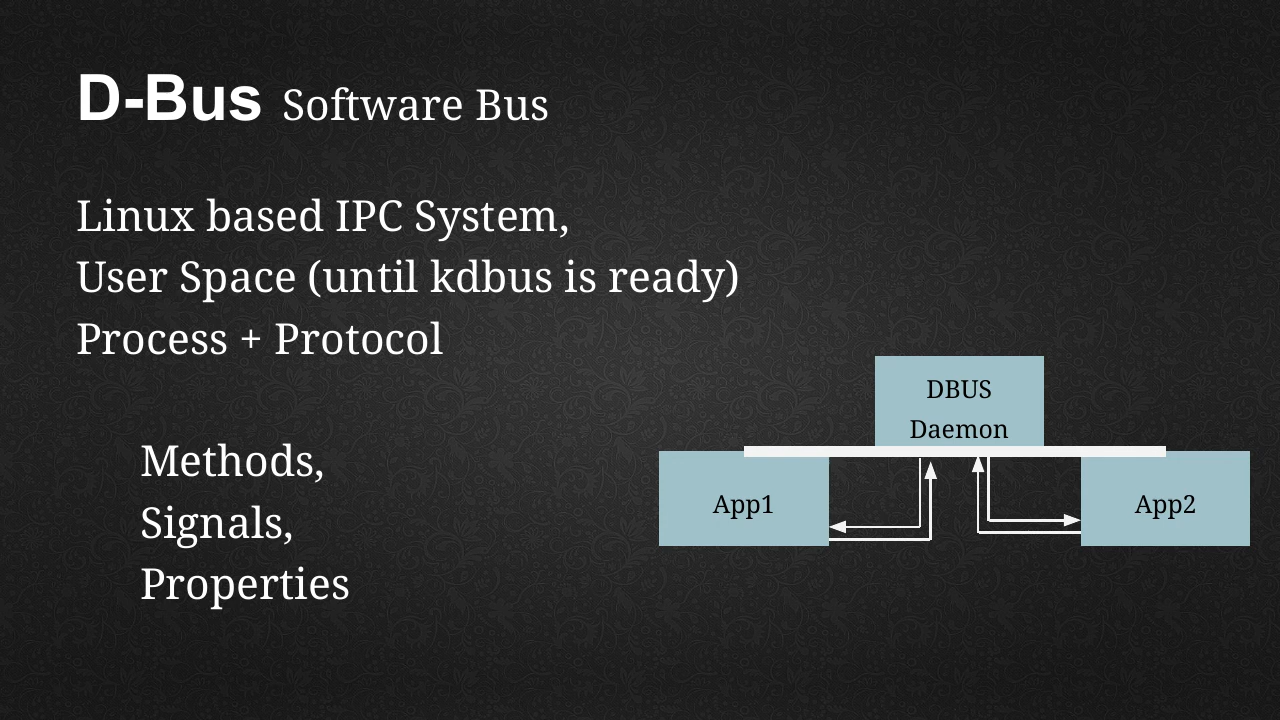 D-Bus Software Bus
Linux based IPC System,
User Space (until kdbus is ready)
Process + Protocol
Methods,
Signals,
Properties
DBUS
Daemon
App1
App2